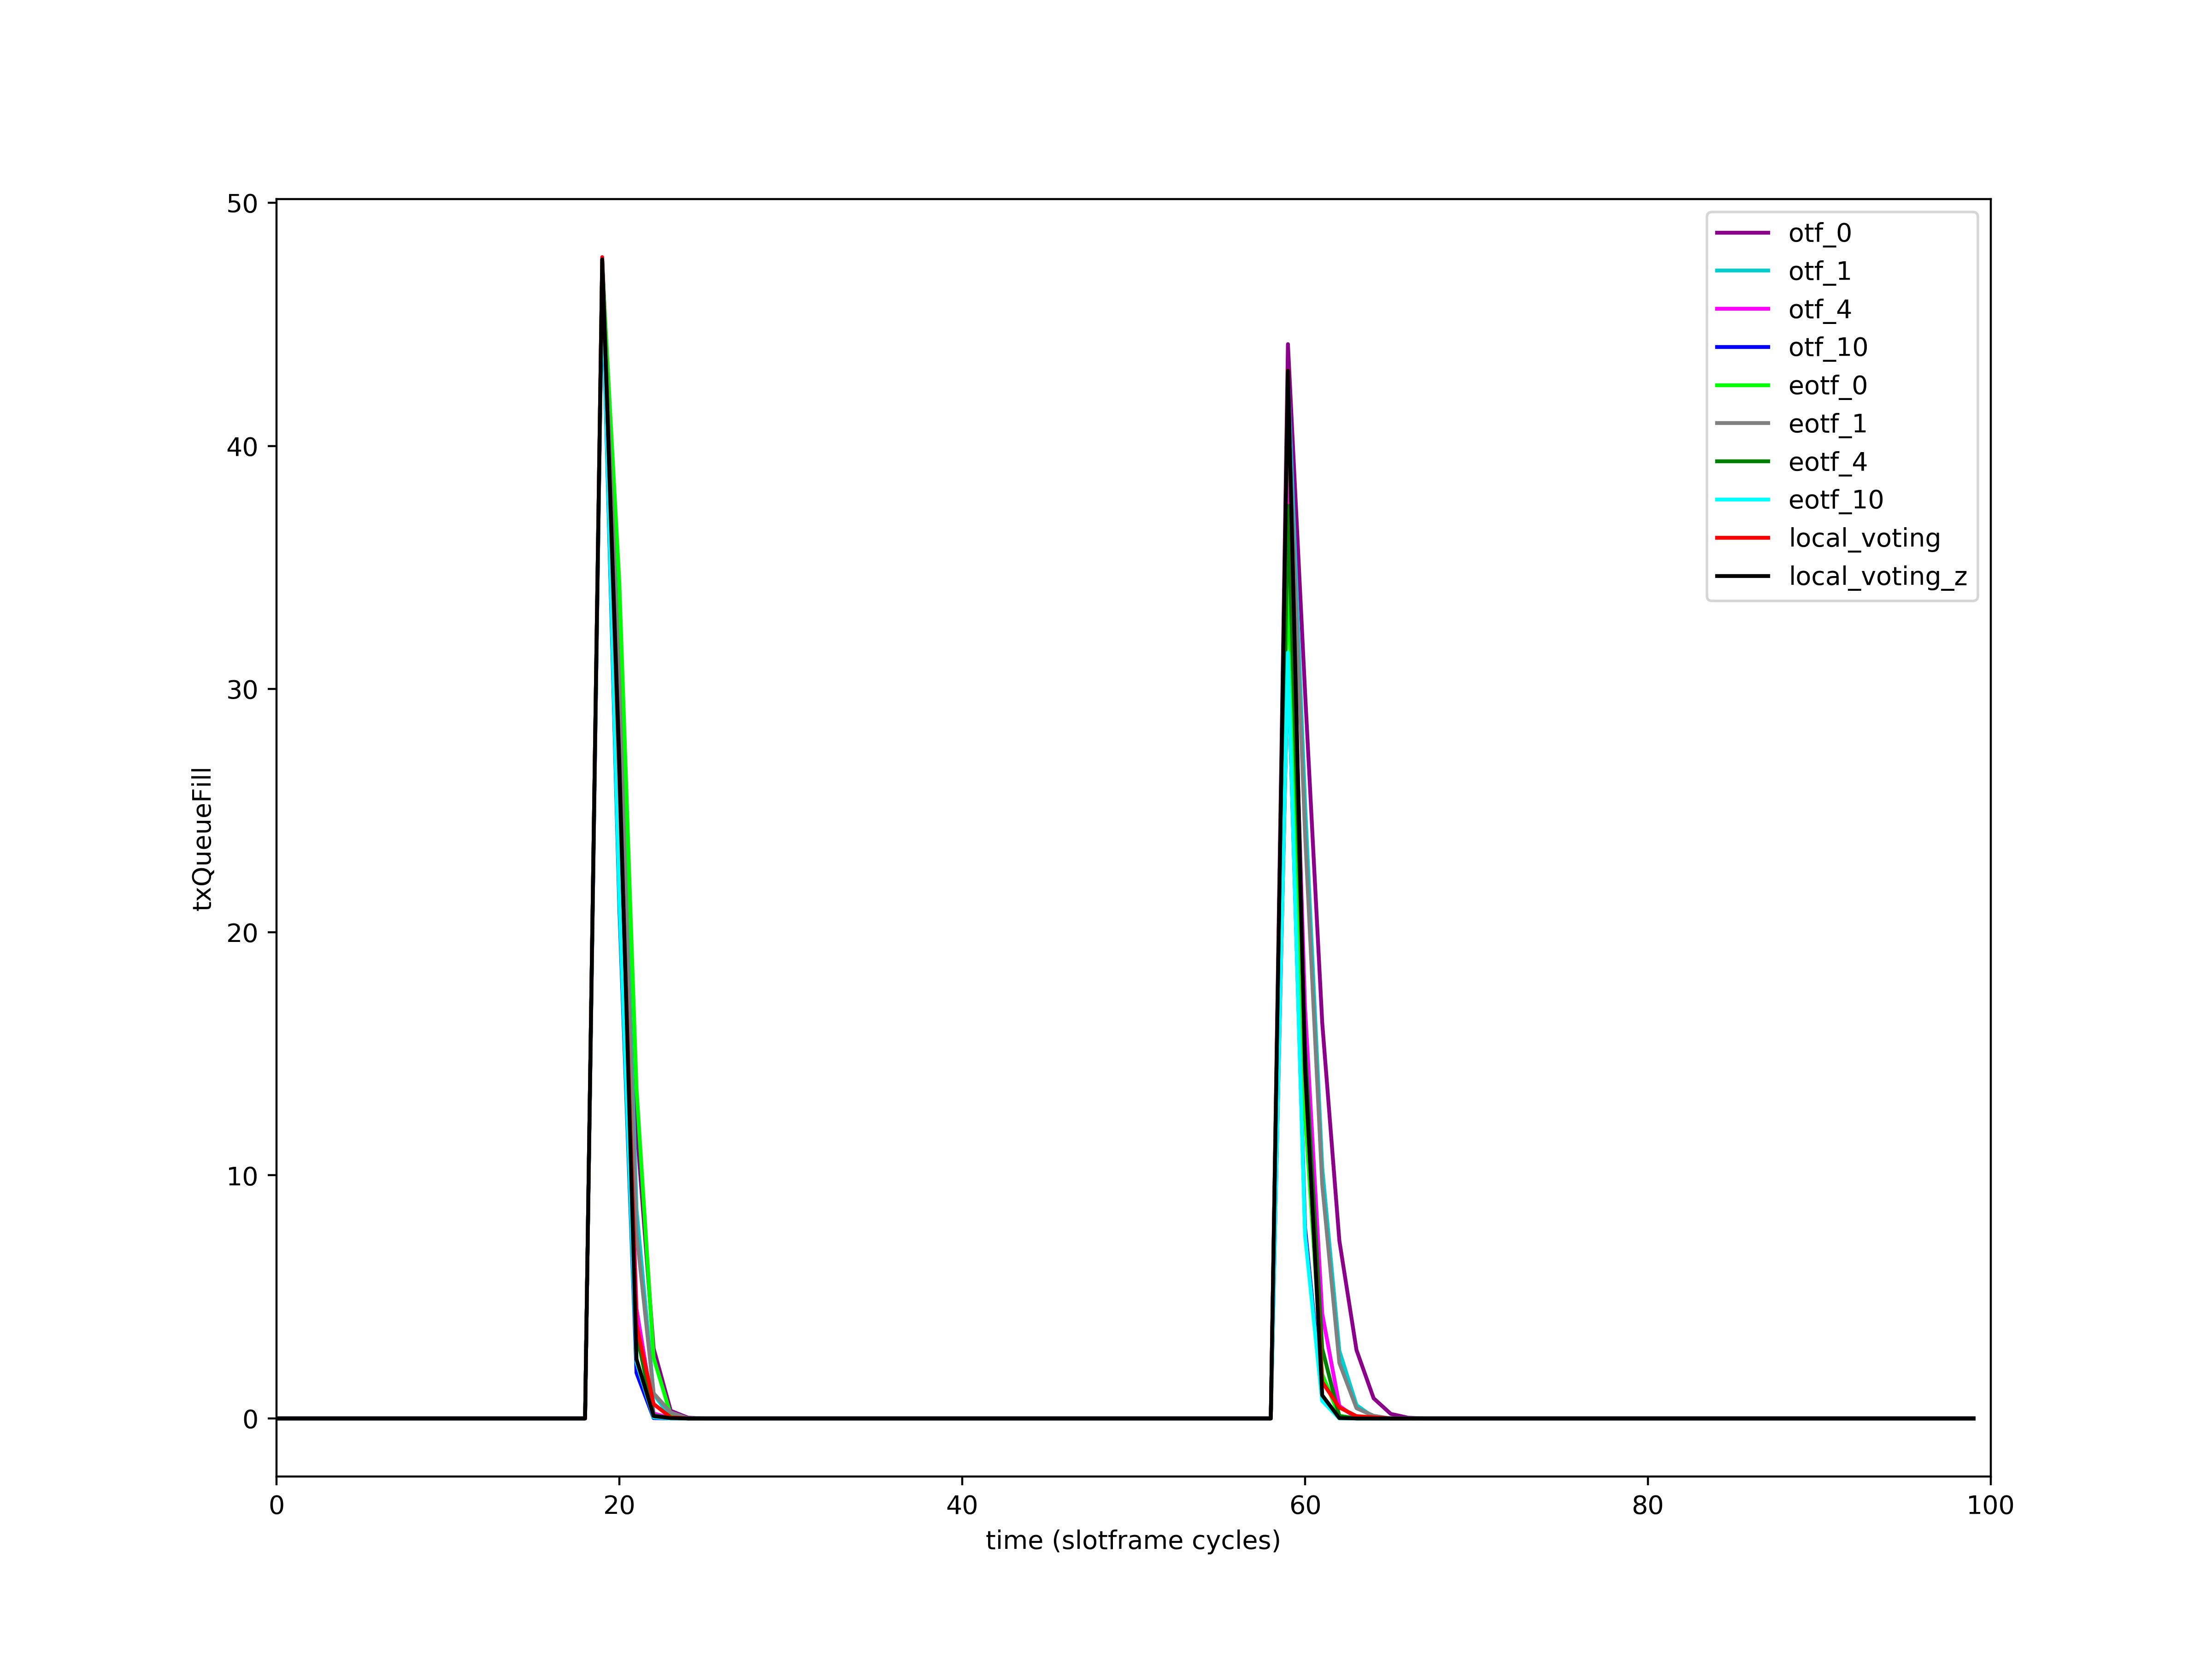 50
40
30
20
10
0
txQueueFill
0 20 40 60 80 100
time (slotframe cycles)
otf_0
otf_1
otf_4
otf_10
eotf_0
eotf_1
eotf_4
eotf_10
local_voting
local_voting_z